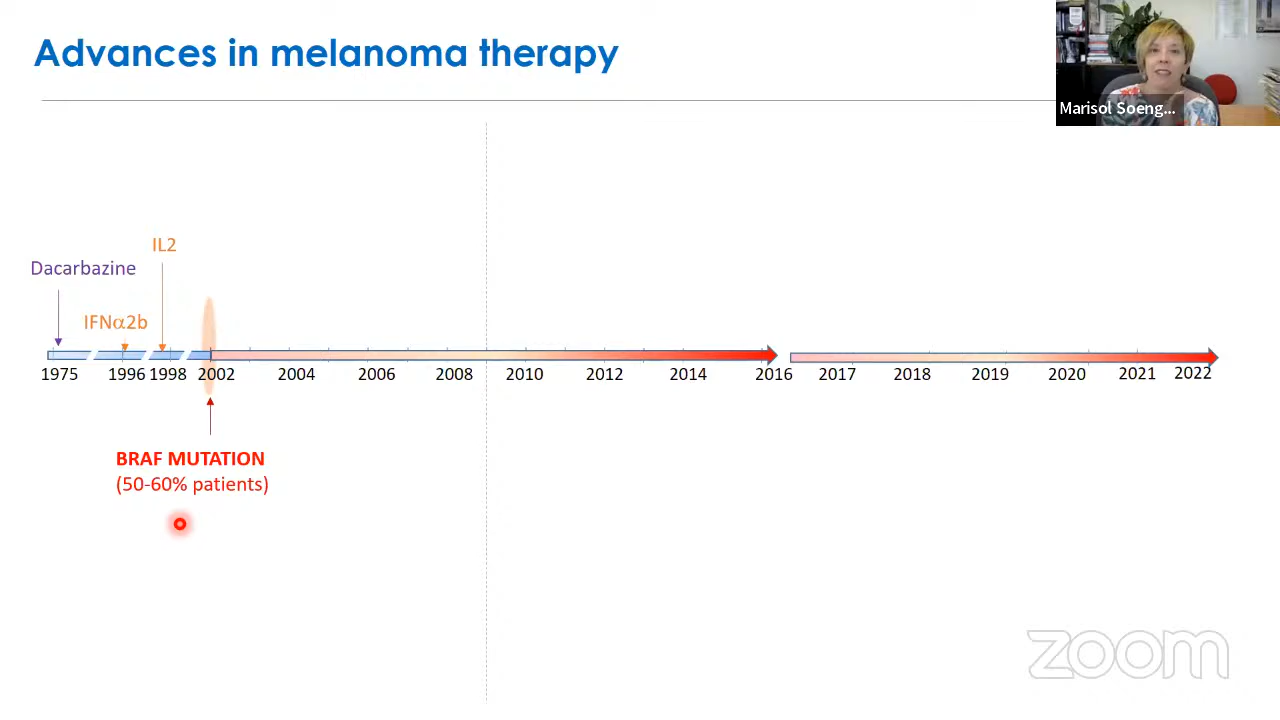 Advances in melanoma therapy
Marisol Soeng...
IL2
Dacarbazine
IFNα2b
1975 1996 1998 2002 2004 2006 2008 2010 2012 2014 2016 2017 2018 2019 2020 2021 2022
BRAF MUTATION
(50-60% patients)
zoom